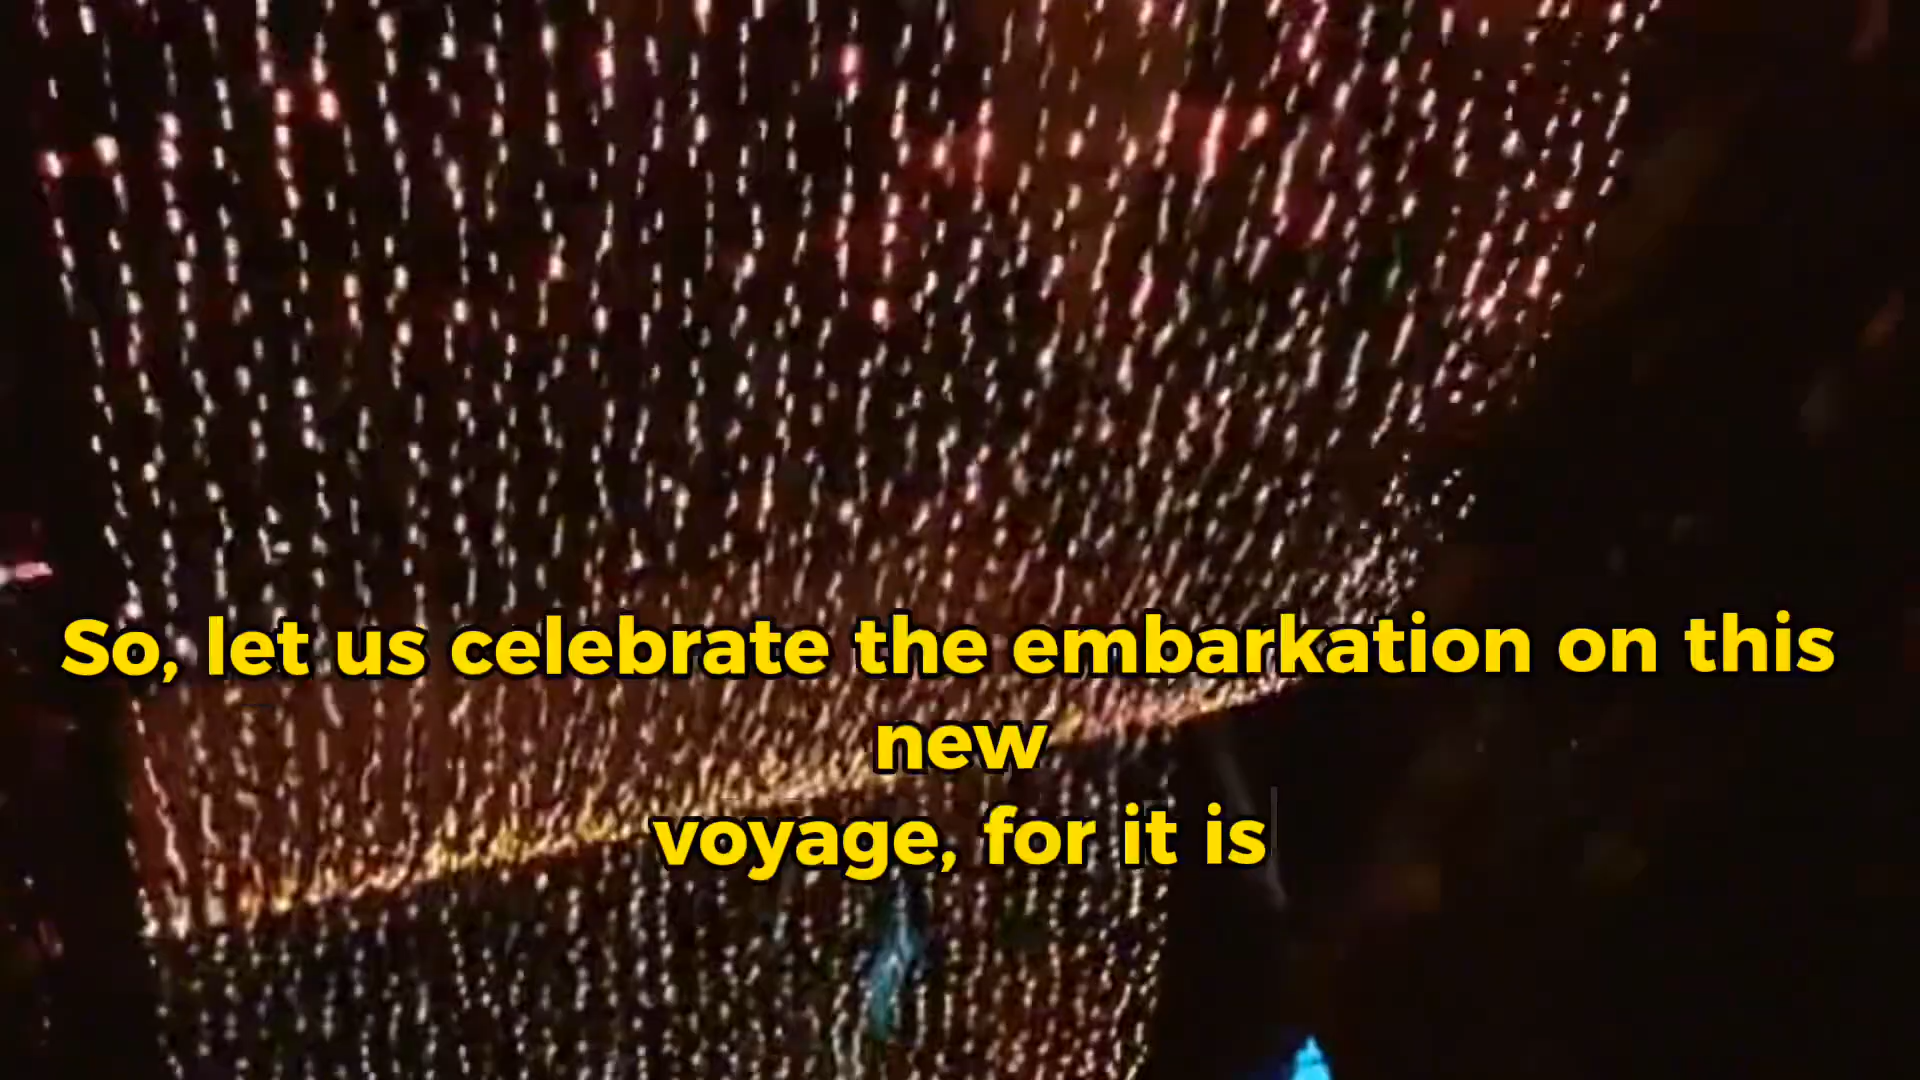 So, let us celebrate the embarkation on this
new
voyage, for it is